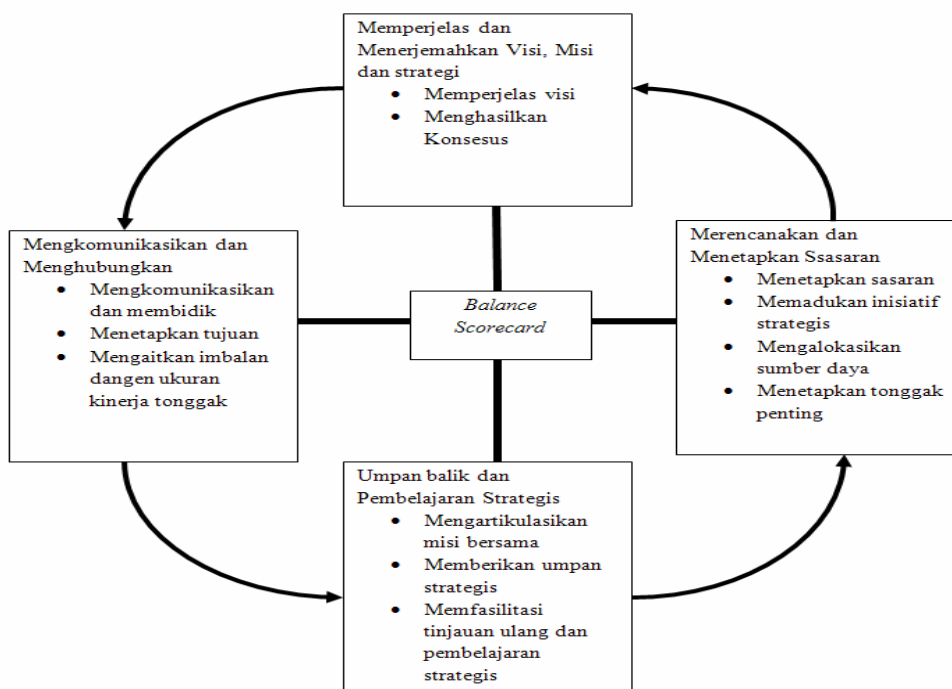 Memperjelas dan
Menerjemahkan Visi, Misi
dan strategi
• Memperjelas visi
• Menghasilkan
Konsesus
Mengkomunikasikan dan
Menghubungkan
• Mengkomunikasikan
dan membidik
• Menetapkan tujuan
• Mengaitkan imbalan
dangen ukuran
kinerja tonggak
Balance
Scorecard
Merencanakan dan
Menetapkan Ssasaran
• Menetapkan sasaran
• Memadukan inisiatif
strategis
• Mengalokasikan
sumber daya
• Menetapkan tonggak
penting
Umpan balik dan
Pembelajaran Strategis
• Mengartikulasikan
misi bersama
• Memberikan umpan
strategis
• Memfasilitasi
tinjauan ulang dan
pembelajaran
strategis